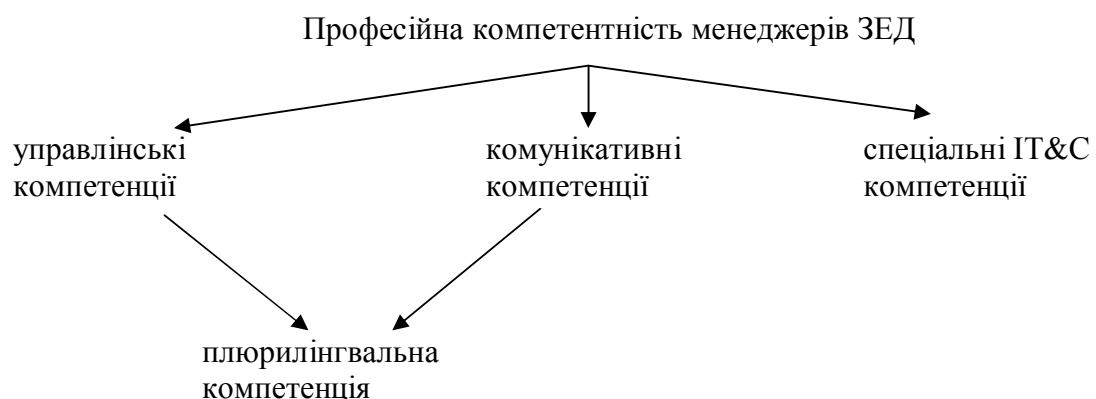 Професійна компетентність менеджерів ЗЕД
управлінські
компетенції
комунікативні
компетенції
спеціальні IT&C
компетенції
плюрилінгвальна
компетенція